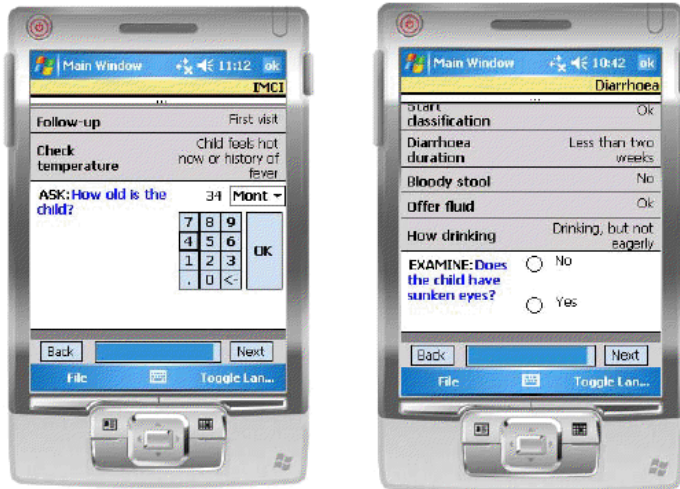 Main Window 11:12 ok
IMCI
Follow-up First visit
Check temperature Child feels hot
now or history of
fever
ASK:How old is the
child?
34 Mont
7 8 9
4 5 6
1 2 3
. 0 <-
OK
Back Next
File Toggle Lan...
Main Window 10:42 ok
Diarrhoea
Start
classification
Ok
Diarrhoea
duration
Less than two
weeks
Bloody stool No
Offer fluid Ok
How drinking Drinking, but not
eagerly
EXAMINE:Does
the child have
sunken eyes?
No
Yes
Back Next
File Toggle Lan...